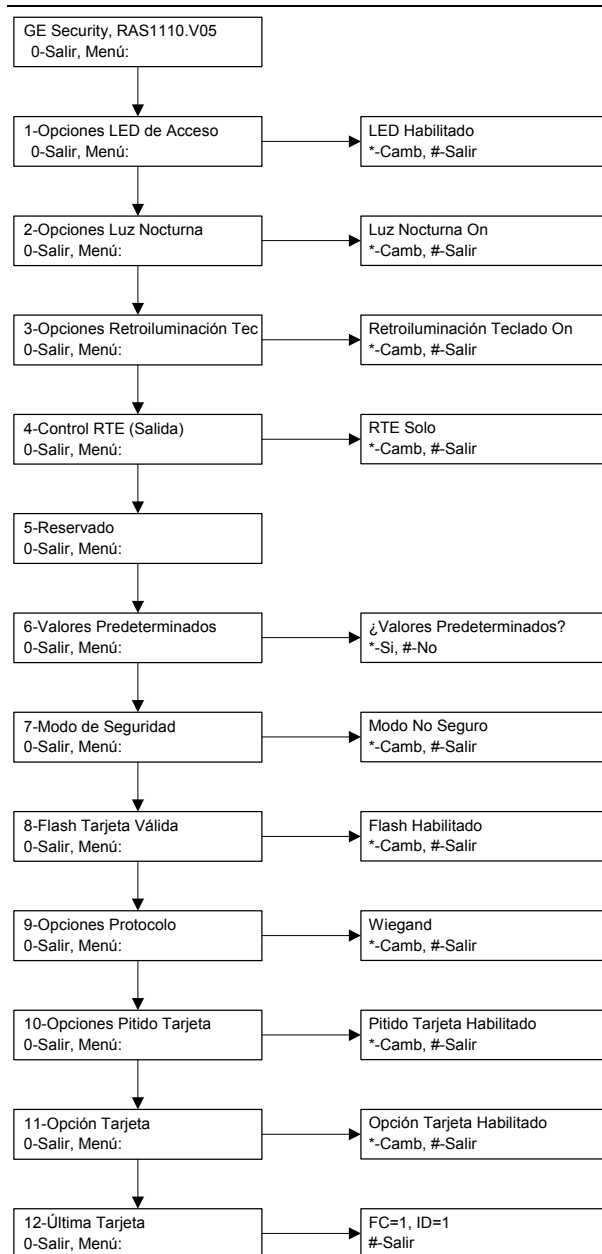 GE Security, RAS1110.V05
0-Salir, Menú:
1-Opciones LED de Acceso
0-Salir, Menú:
LED Habilitado
*-Camb, #-Salir
2-Opciones Luz Nocturna
0-Salir, Menú:
Luz Nocturna On
*-Camb, #-Salir
3-Opciones Retroiluminación Tec
0-Salir, Menú:
Retroiluminación Teclado On
*-Camb, #-Salir
4-Control RTE (Salida)
0-Salir, Menú:
RTE Solo
*-Camb, #-Salir
5-Reservado
0-Salir, Menú:
6-Valores Predeterminados
0-Salir, Menú:
¿Valores Predeterminados?
*-Si, #-No
7-Modo de Seguridad
0-Salir, Menú:
Modo No Seguro
*-Camb, #-Salir
8-Flash Tarjeta Válida
0-Salir, Menú:
Flash Habilitado
*-Camb, #-Salir
9-Opciones Protocolo
0-Salir, Menú:
Wiegand
*-Camb, #-Salir
10-Opciones Pitido Tarjeta
0-Salir, Menú:
Pitido Tarjeta Habilitado
*-Camb, #-Salir
11-Opción Tarjeta
0-Salir, Menú:
Opción Tarjeta Habilitado
*-Camb, #-Salir
12-Última Tarjeta
0-Salir, Menú:
FC=1, ID=1
#-Salir